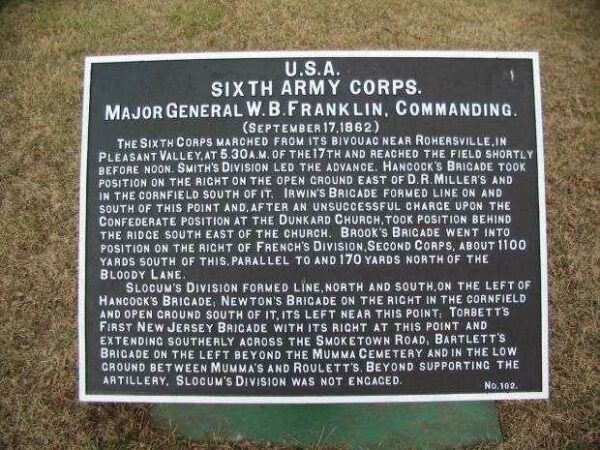 U.S.A.
SIXTH ARMY CORPS.
MAJOR GENERAL W.B. FRANKLIN, COMMANDING.
(SEPTEMBER 17, 1862.)
THE SIXTH CORPS MARCHED FROM ITS BIVOUAC NEAR ROHERSVILLE, IN
PLEASANT VALLEY, AT 5.30 A.M. OF THE 17TH AND REACHED THE FIELD SHORTLY
BEFORE NOON. SMITH'S DIVISION LED THE ADVANCE. HANCOCK'S BRIGADE TOOK
POSITION ON THE RIGHT ON THE OPEN GROUND EAST OF D.R. MILLER'S AND
IN THE CORNFIELD SOUTH OF IT. IRWIN'S BRIGADE FORMED LINE ON AND
SOUTH OF THIS POINT AND, AFTER AN UNSUCCESSFUL CHARGE UPON THE
CONFEDERATE POSITION AT THE DUNKARD CHURCH, TOOK POSITION BEHIND
THE RIDGE SOUTH EAST OF THE CHURCH. BROOK'S BRIGADE WENT INTO
POSITION ON THE RIGHT OF FRENCH'S DIVISION, SECOND CORPS, ABOUT 1100
YARDS SOUTH OF THIS, PARALLEL TO AND 170 YARDS NORTH OF THE
BLOODY LANE.
SLOCUM'S DIVISION FORMED LINE, NORTH AND SOUTH, ON THE LEFT OF
HANCOCK'S BRIGADE; NEWTON'S BRIGADE ON THE RIGHT IN THE CORNFIELD
AND OPEN GROUND SOUTH OF IT, ITS LEFT NEAR THIS POINT; TORBETT'S
FIRST NEW JERSEY BRIGADE WITH ITS RIGHT AT THIS POINT AND
EXTENDING SOUTHERLY ACROSS THE SMOKETOWN ROAD; BARTLETT'S
BRIGADE ON THE LEFT BEYOND THE MUMMA CEMETERY AND IN THE LOW
GROUND BETWEEN MUMMA'S AND ROULETT'S. BEYOND SUPPORTING THE
ARTILLERY, SLOCUM'S DIVISION WAS NOT ENGAGED.
NO. 102.